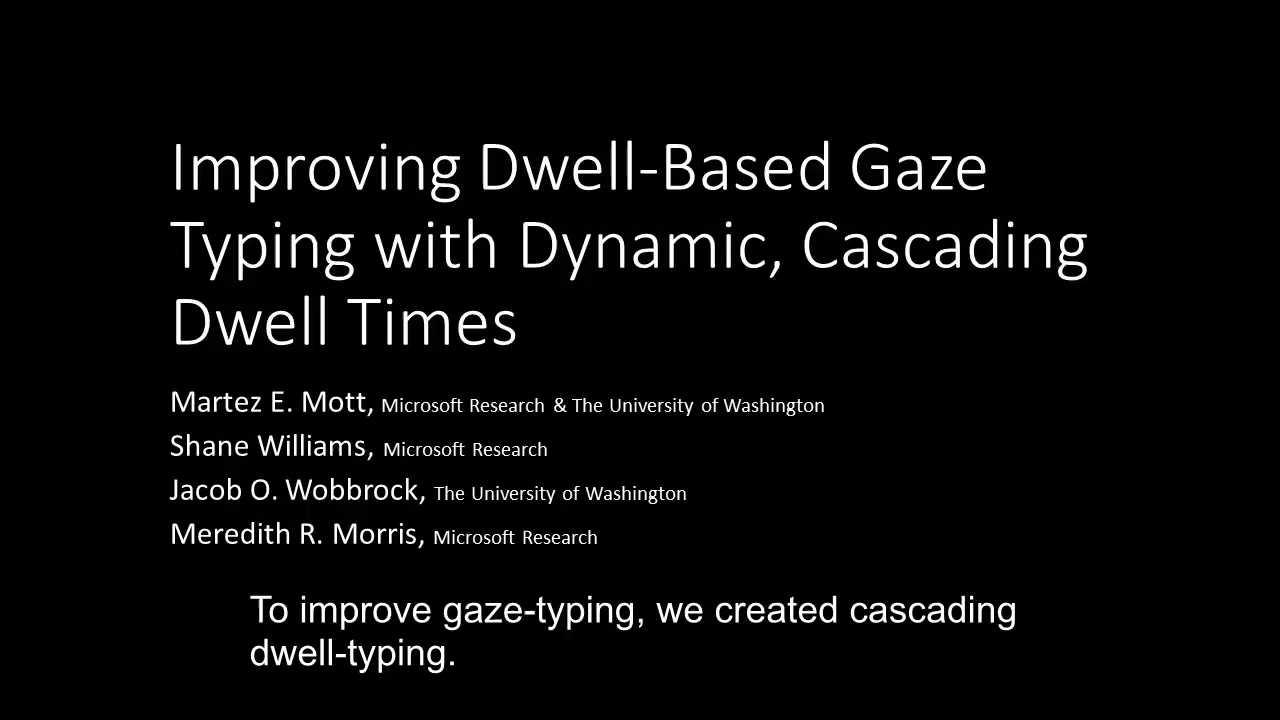 Improving Dwell-Based Gaze
Typing with Dynamic, Cascading
Dwell Times
Martez E. Mott, Microsoft Research & The University of Washington
Shane Williams, Microsoft Research
Jacob O. Wobbrock, The University of Washington
Meredith R. Morris, Microsoft Research
To improve gaze-typing, we created cascading
dwell-typing.